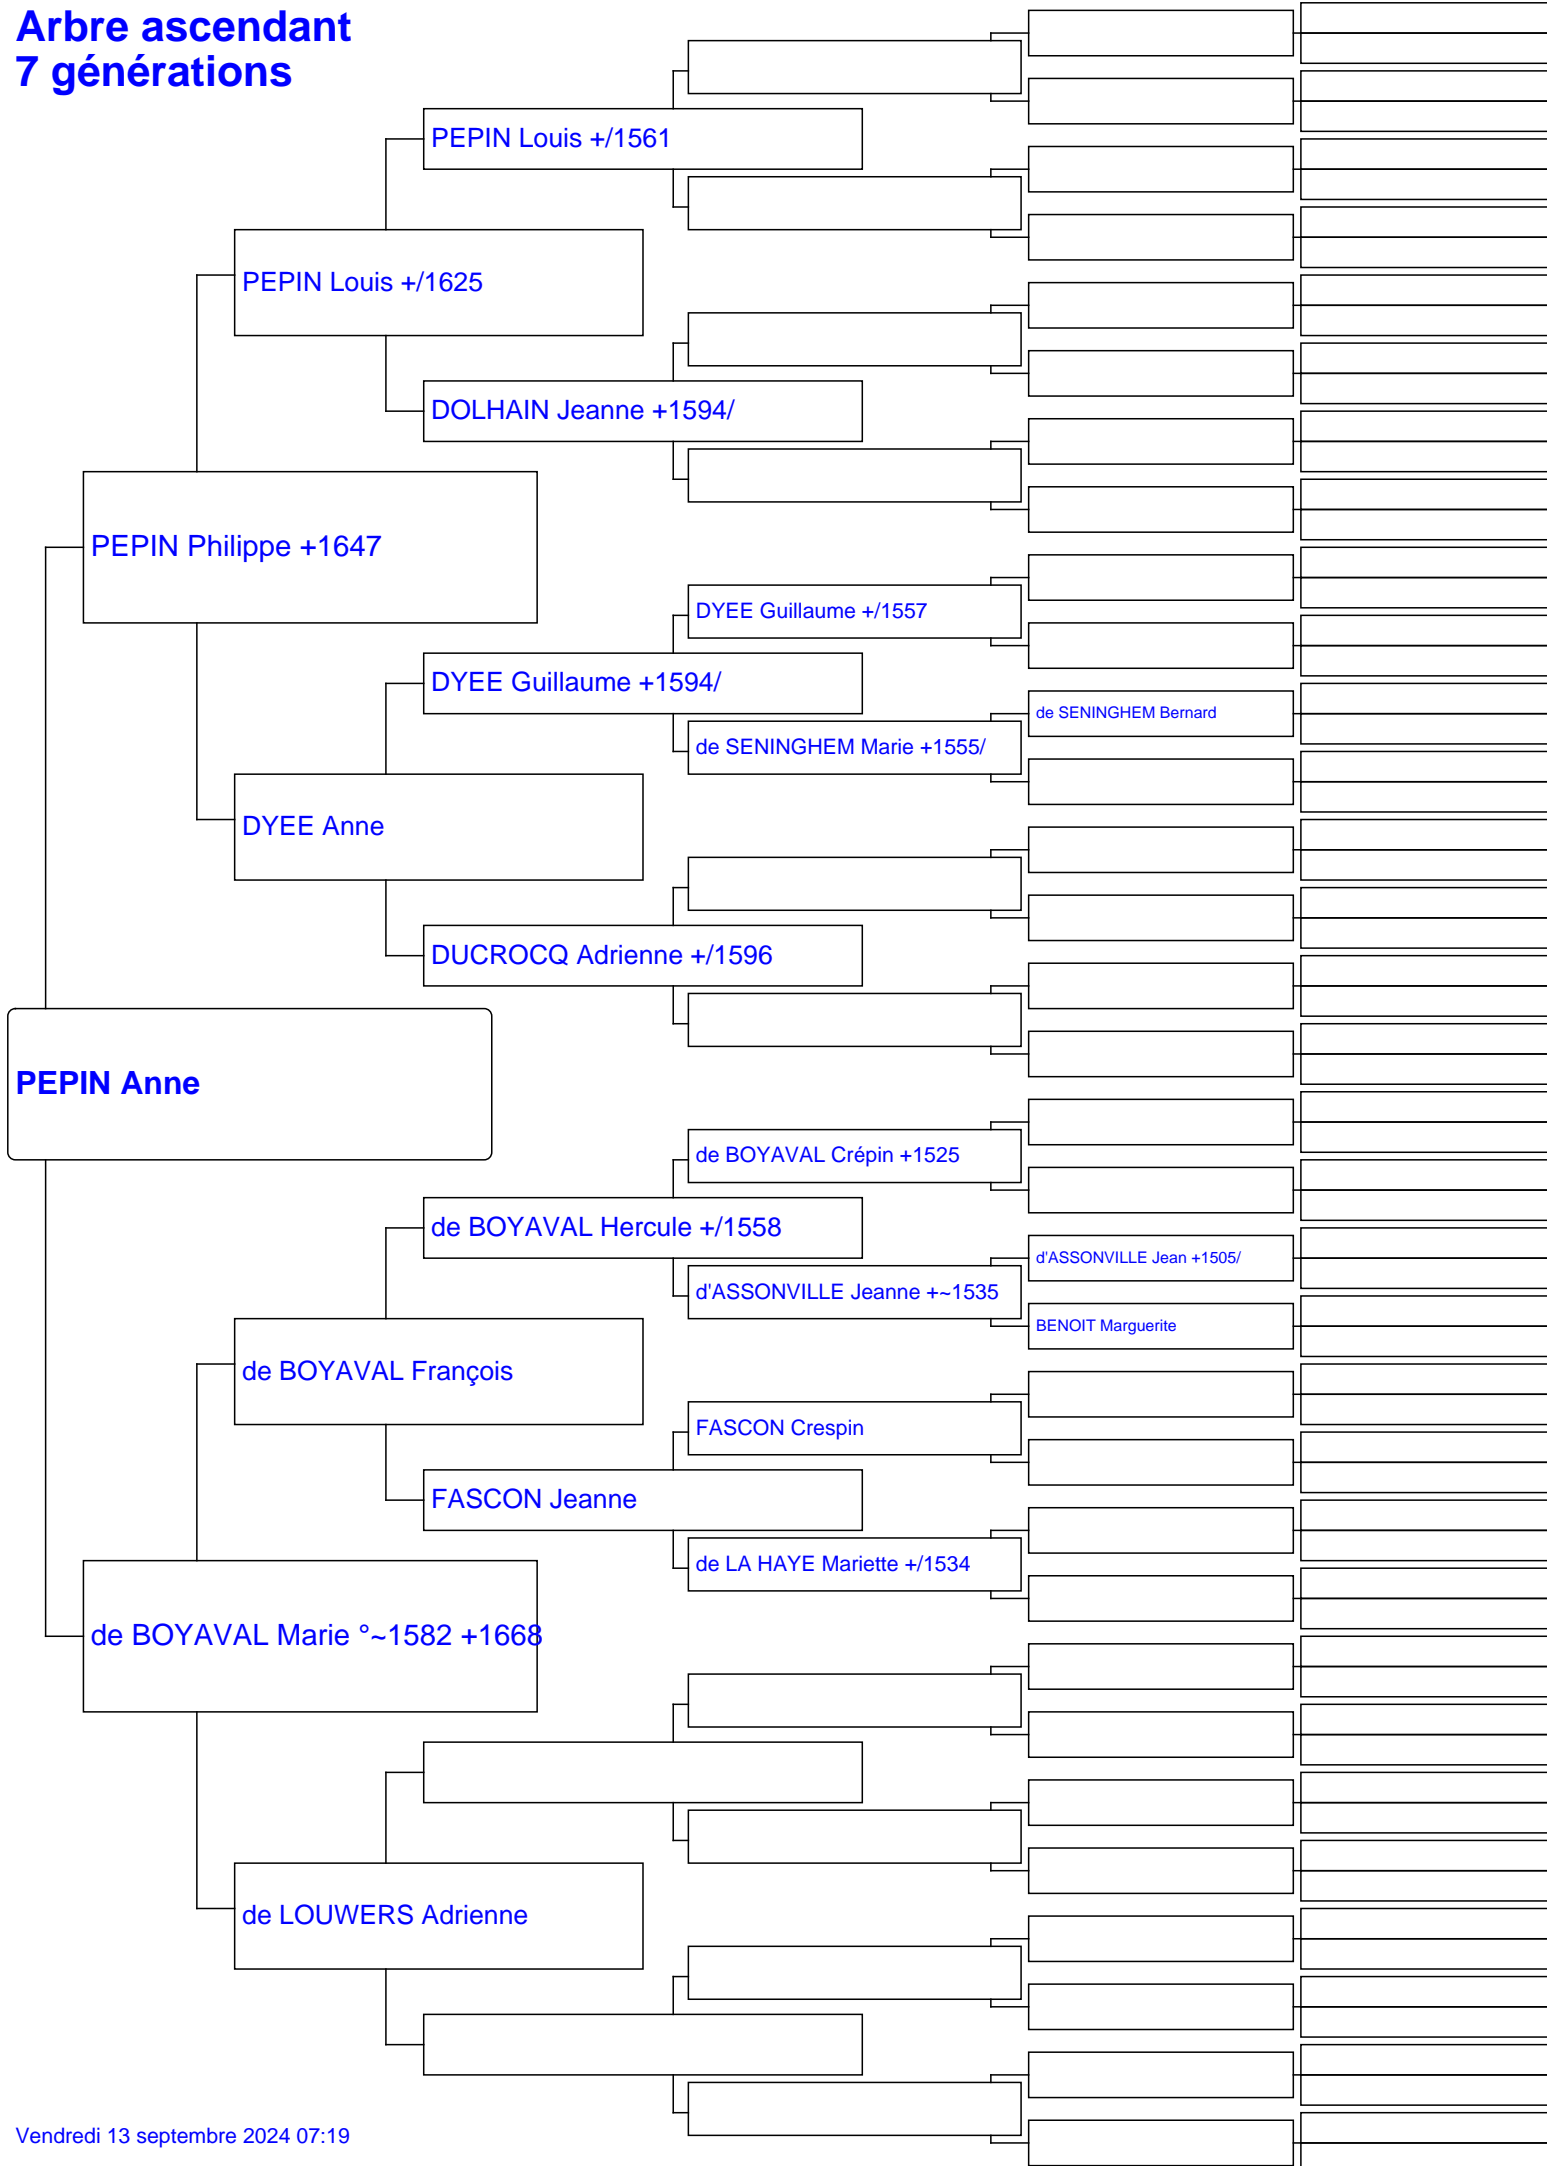 Arbre ascendant
7 générations
PEPIN Louis +/1561
PEPIN Louis +/1625
DOLHAIN Jeanne +1594/
PEPIN Philippe +1647
DYEE Guillaume +/1557
DYEE Guillaume +1594/
de SENINGHEM Bernard
de SENINGHEM Marie +1555/
DYEE Anne
DUCROCQ Adrienne +/1596
PEPIN Anne
de BOYAVAL Crépin +1525
de BOYAVAL Hercule +/1558
d'ASSONVILLE Jean +1505/
d'ASSONVILLE Jeanne +~1535
BENOIT Marguerite
de BOYAVAL François
FASCON Crespin
FASCON Jeanne
de LA HAYE Mariette +/1534
de BOYAVAL Marie °~1582 +1668
de LOUWERS Adrienne
Vendredi 13 septembre 2024 07:19